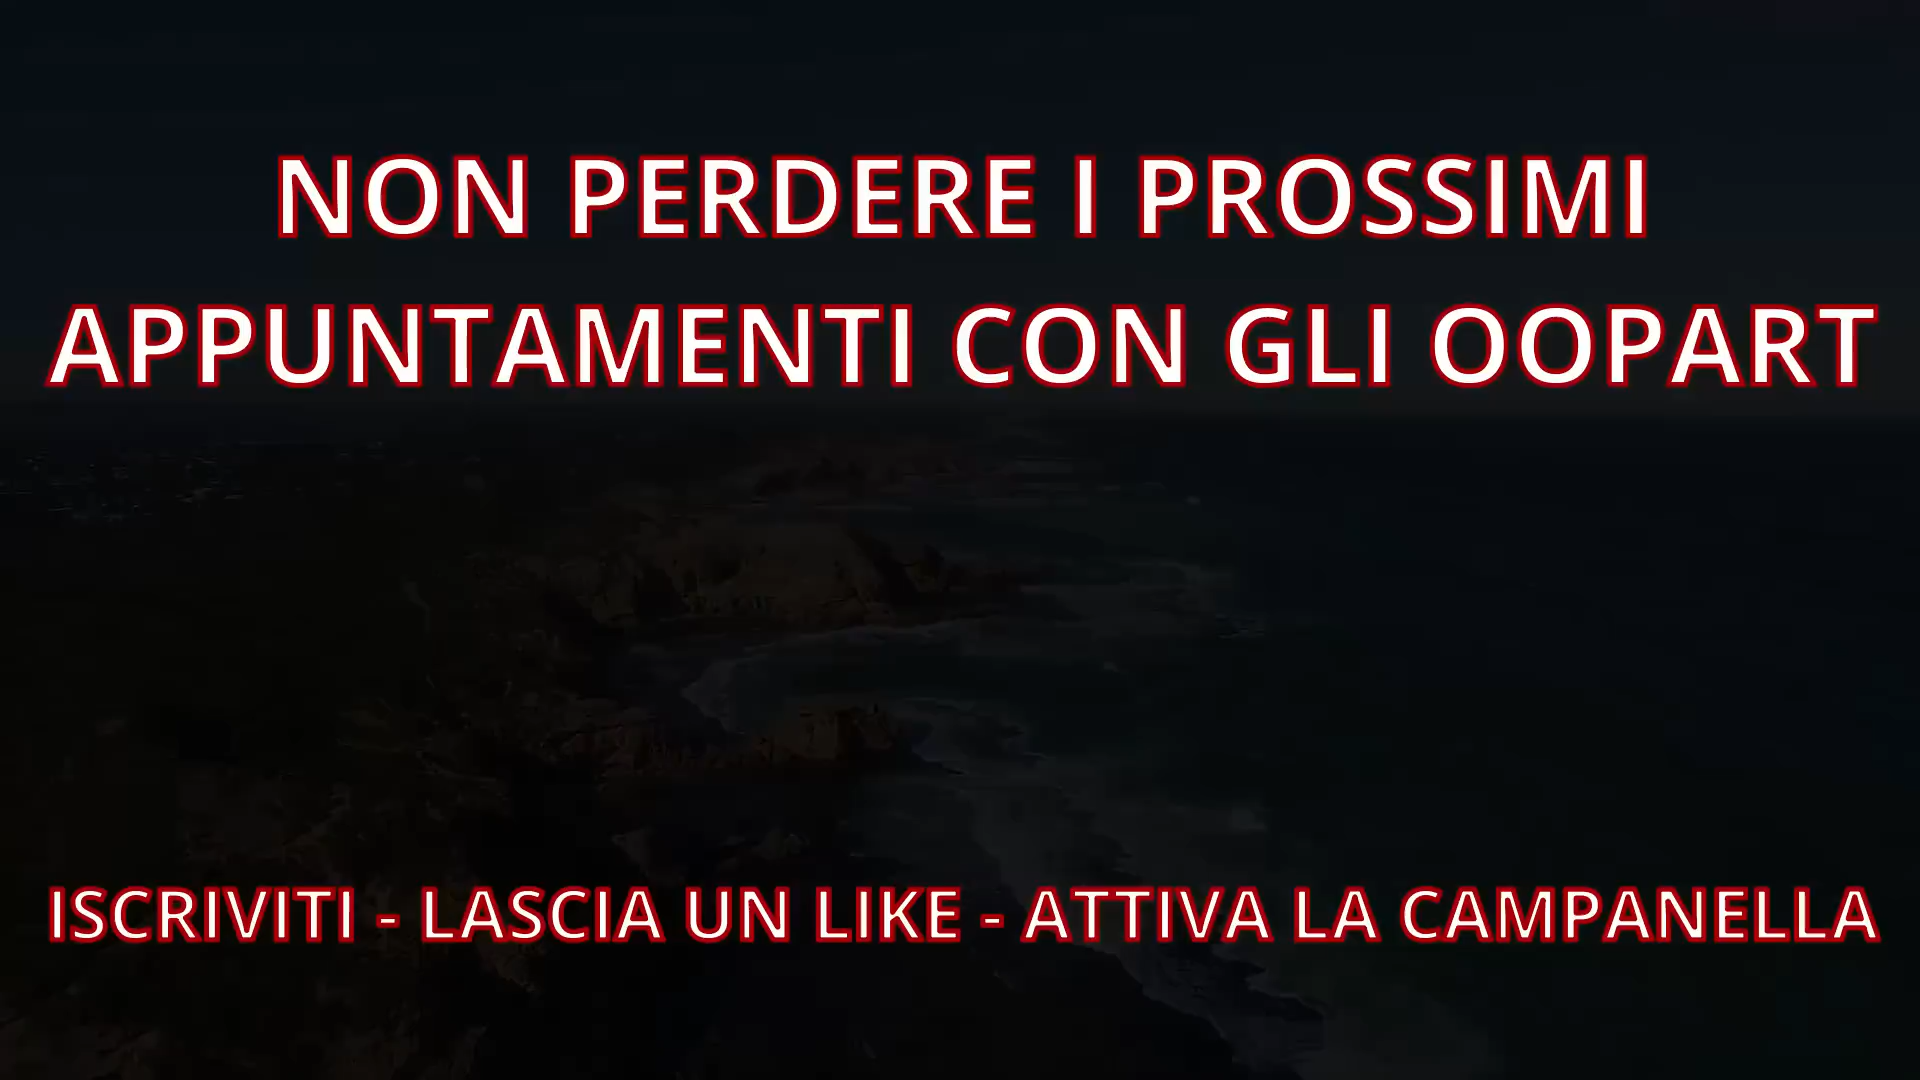 NON PERDERE I PROSSIMI
APPUNTAMENTI CON GLI OOPART
ISCRIVITI - LASCIA UN LIKE - ATTIVA LA CAMPANELLA